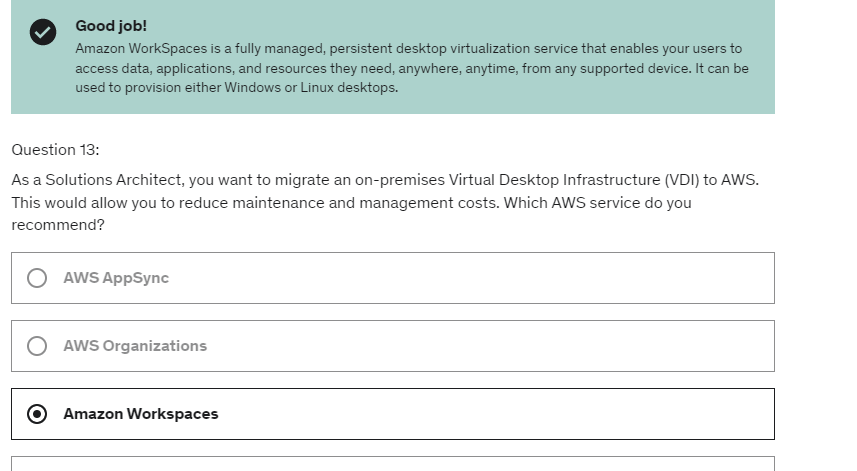 Good job!
Amazon WorkSpaces is a fully managed, persistent desktop virtualization service that enables your users to
access data, applications, and resources they need, anywhere, anytime, from any supported device. It can be
used to provision either Windows or Linux desktops.
Question 13:
As a Solutions Architect, you want to migrate an on-premises Virtual Desktop Infrastructure (VDI) to AWS.
This would allow you to reduce maintenance and management costs. Which AWS service do you
recommend?
AWS AppSync
AWS Organizations
Amazon Workspaces